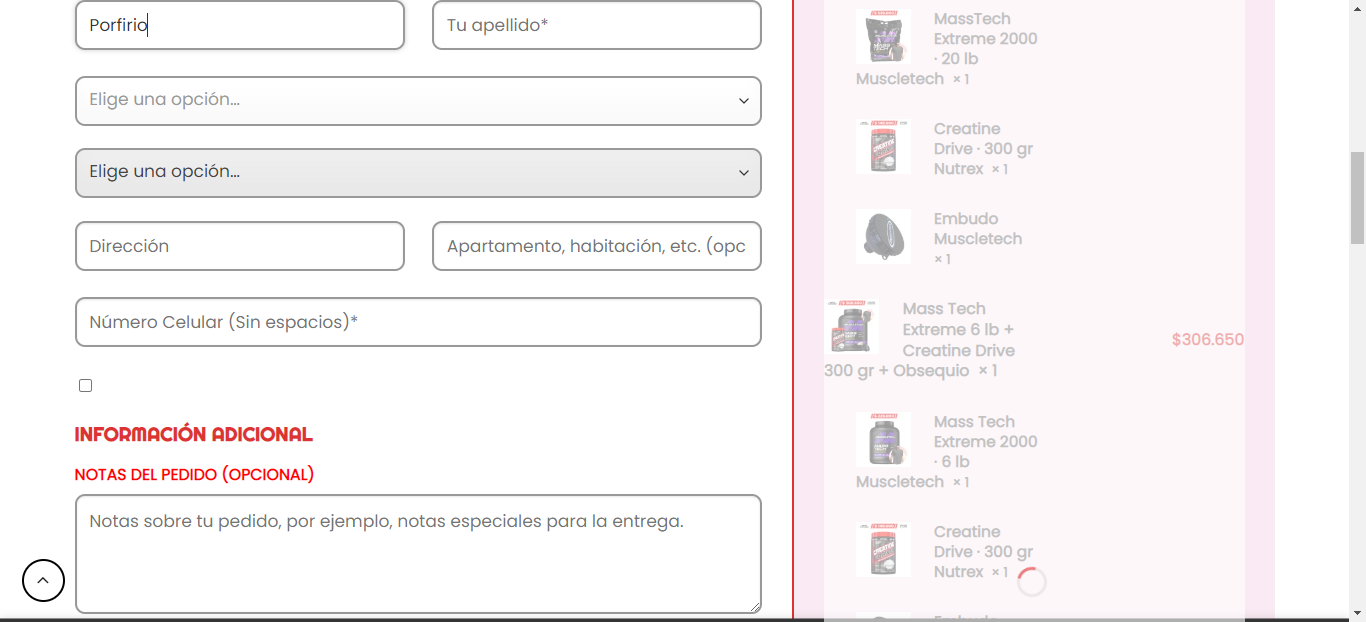 Porfirio
Tu apellido*
Elige una opción...
Elige una opción...
Dirección
Apartamento, habitación, etc. (opc
Número Celular (Sin espacios)*
INFORMACIÓN ADICIONAL
NOTAS DEL PEDIDO (OPCIONAL)
Notas sobre tu pedido, por ejemplo, notas especiales para la entrega.
MassTech
Extreme 2000
· 20 lb
Muscletech × 1
Creatine
Drive · 300 gr
Nutrex × 1
Embudo
Muscletech
× 1
Mass Tech
Extreme 6 lb +
Creatine Drive
300 gr + Obsequio × 1
$306.650
Mass Tech
Extreme 2000
· 6 lb
Muscletech × 1
Creatine
Drive · 300 gr
Nutrex × 1